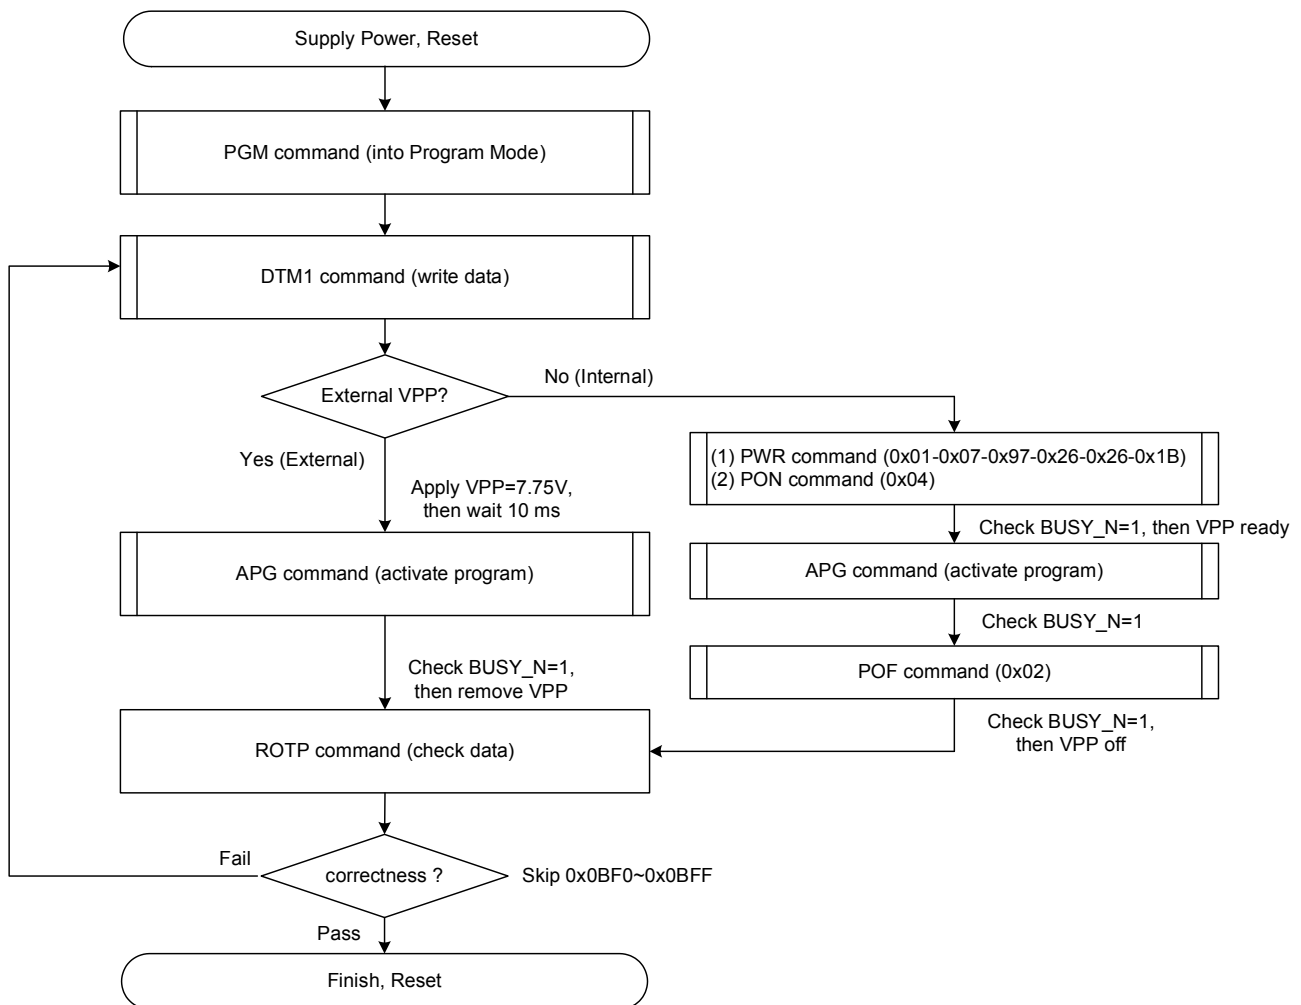 Supply Power, Reset
PGM command (into Program Mode)
DTM1 command (write data)
External VPP?
No (Internal)
Yes (External)
(1) PWR command (0x01-0x07-0x97-0x26-0x26-0x1B)
(2) PON command (0x04)
Apply VPP=7.75V,
then wait 10 ms
Check BUSY_N=1, then VPP ready
APG command (activate program)
APG command (activate program)
Check BUSY_N=1
Check BUSY_N=1,
then remove VPP
POF command (0x02)
Check BUSY_N=1,
then VPP off
ROTP command (check data)
Fail
correctness ?
Skip 0x0BF0~0x0BFF
Pass
Finish, Reset